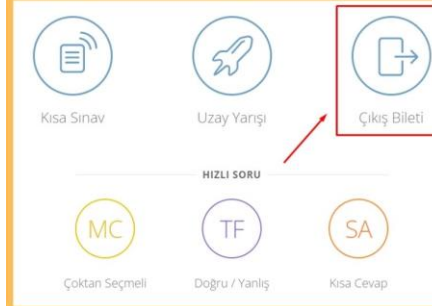 Kısa Sınav
Uzay Yarışı
Çıkış Bileti
HIZLI SORU
MC
TF
SA
Çoktan Seçmeli
Doğru / Yanlış
Kısa Cevap